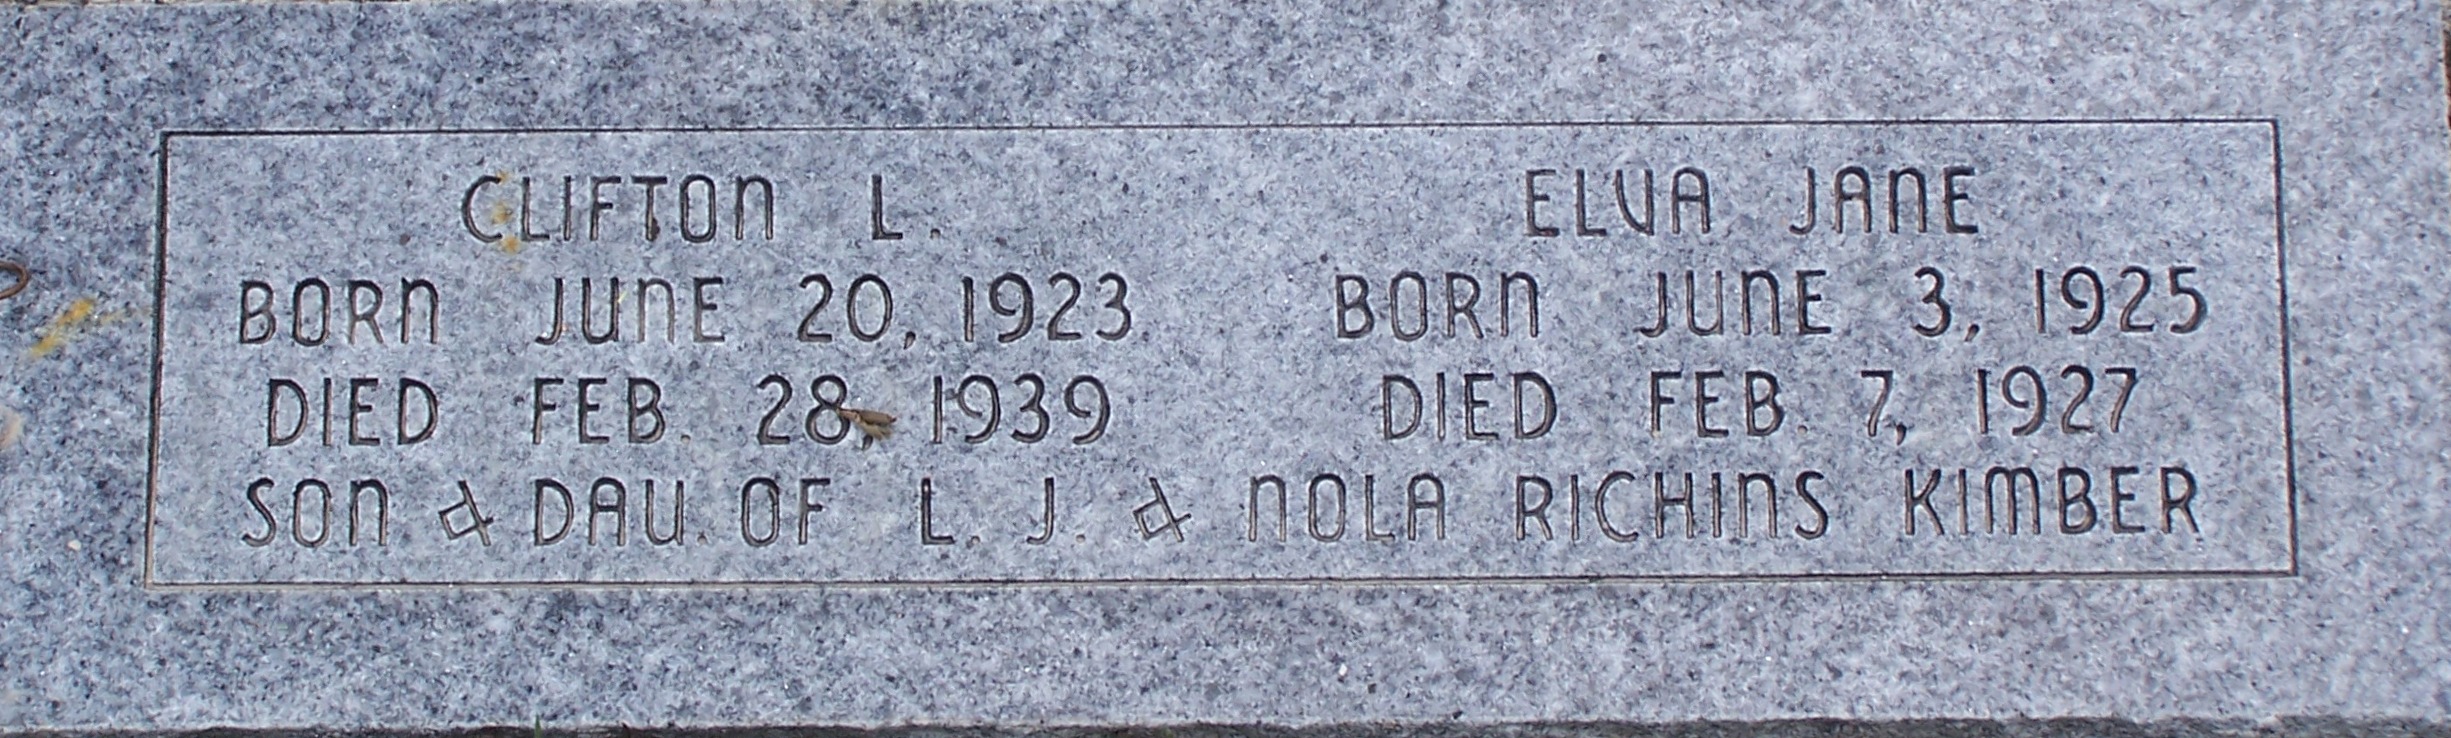 CLIFTON L. ELVA JANE
BORN JUNE 20, 1923 BORN JUNE 3, 1925
DIED FEB. 28, 1939 DIED FEB. 7, 1927
SON & DAU. OF L. J. & NOLA RICHINS KIMBER